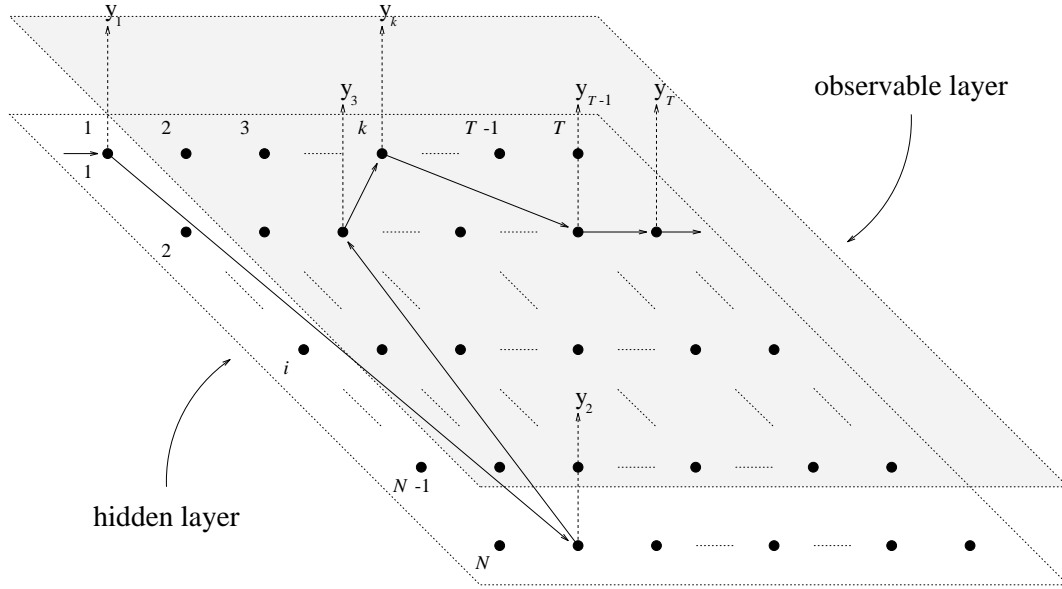 y1 yk
y3 yT-1 yT
observable layer
1 2 3 k T-1 T
1
2
i
y2
N-1
hidden layer
N